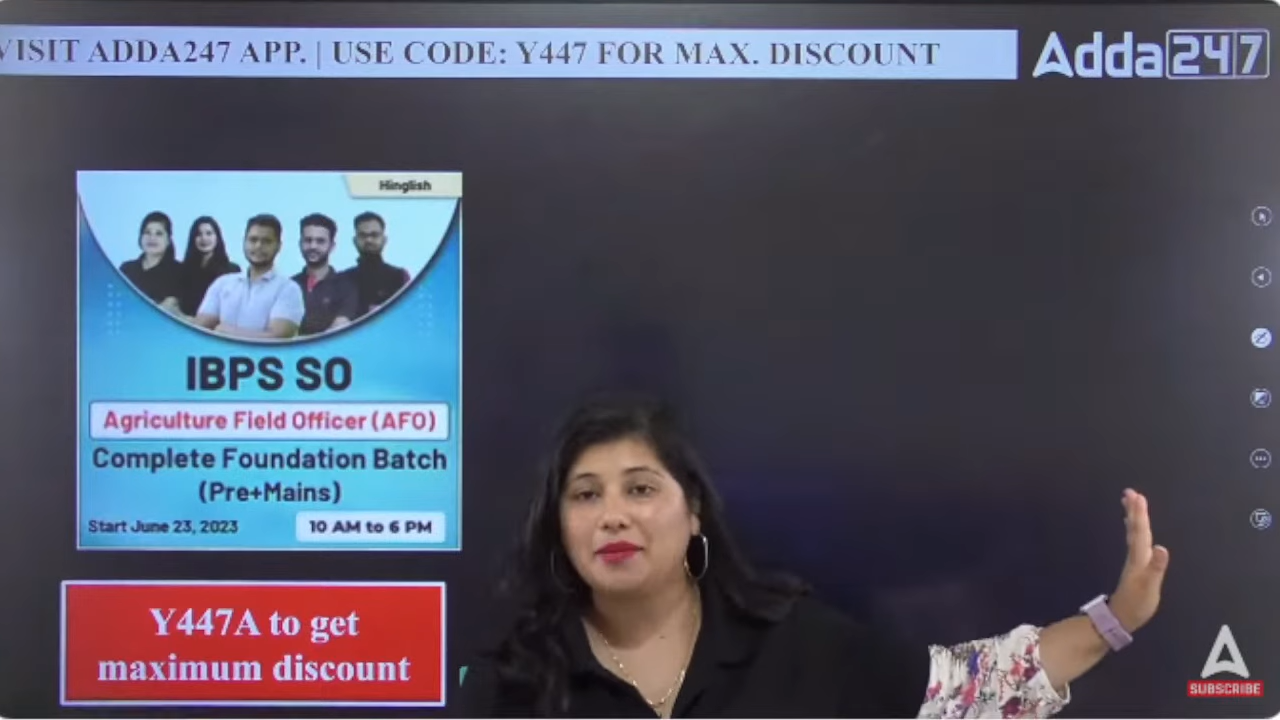 VISIT ADDA247 APP. | USE CODE: Y447 FOR MAX. DISCOUNT
Adda247
Hinglish
IBPS SO
Agriculture Field Officer (AFO)
Complete Foundation Batch
(Pre+Mains)
Start June 23, 2023
10 AM to 6 PM
Y447A to get
maximum discount
SUBSCRIBE